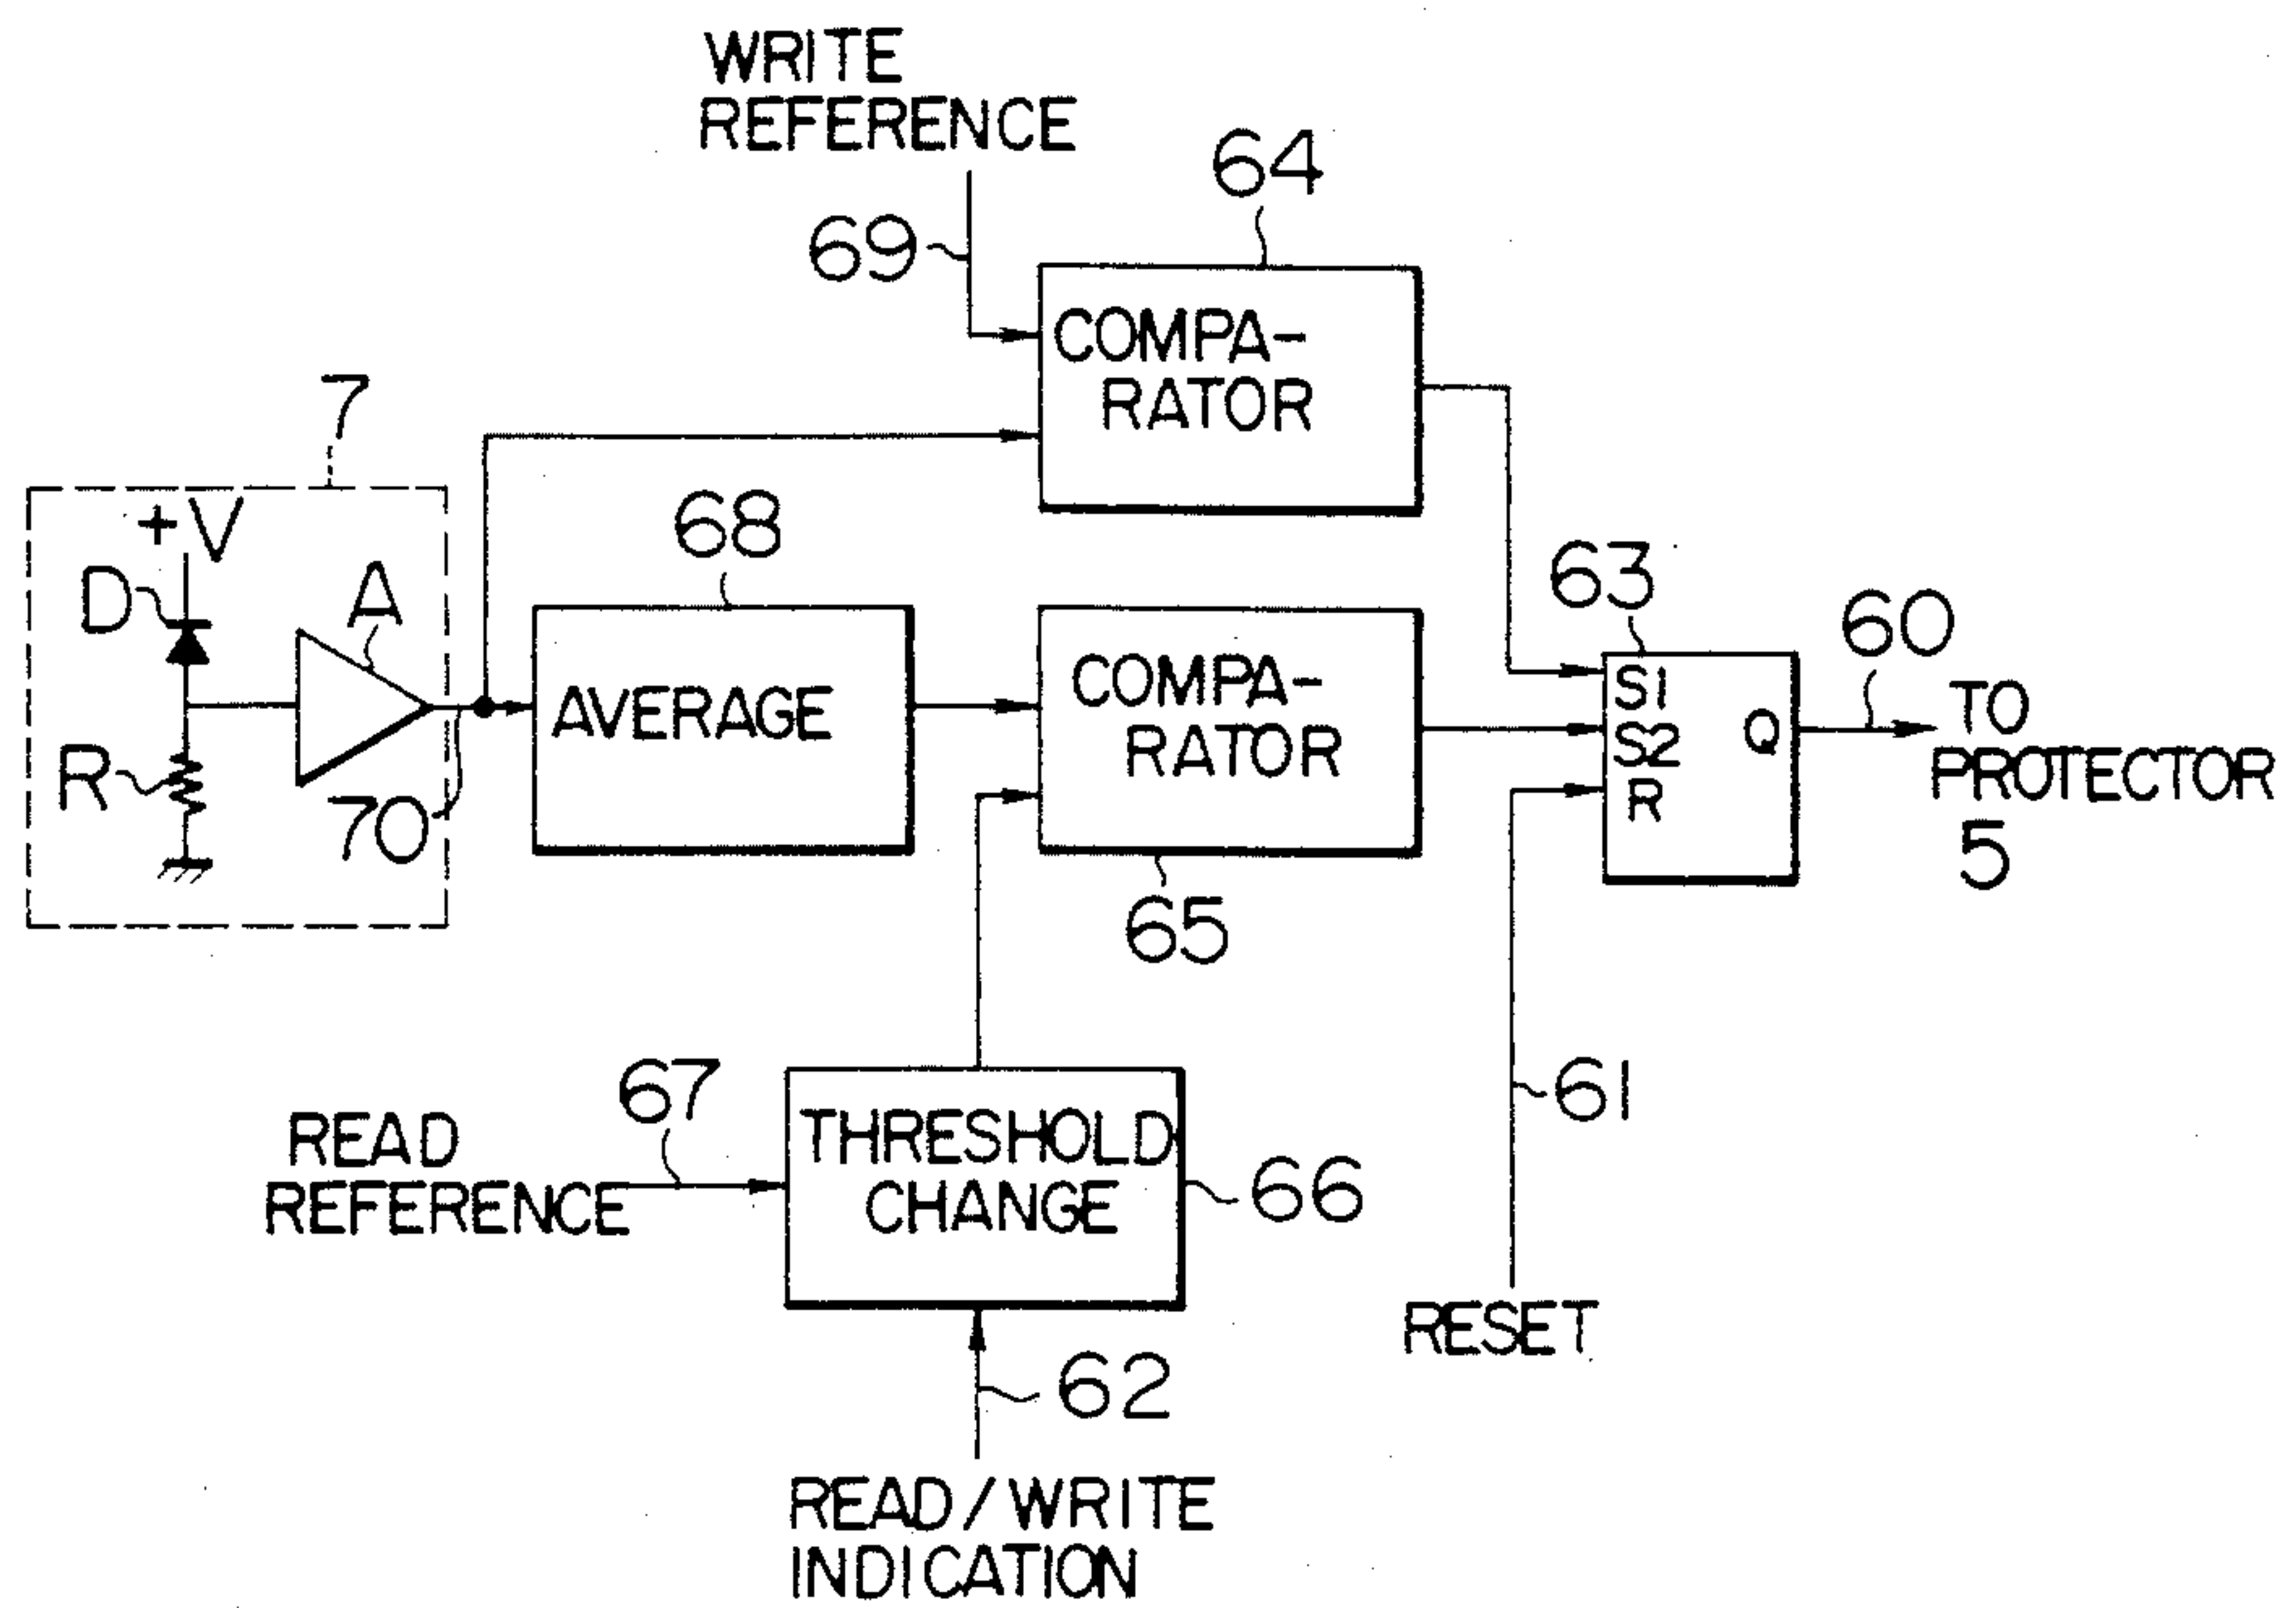 WRITE
REFERENCE
64
69
COMPA-
RATOR
7
+V
68
63
D
A
60
S1
AVERAGE
COMPA-
RATOR
S2
Q
TO
PROTECTOR
5
R
R
70
65
67
61
READ
REFERENCE
THRESHOLD
CHANGE
66
RESET
62
READ/WRITE
INDICATION